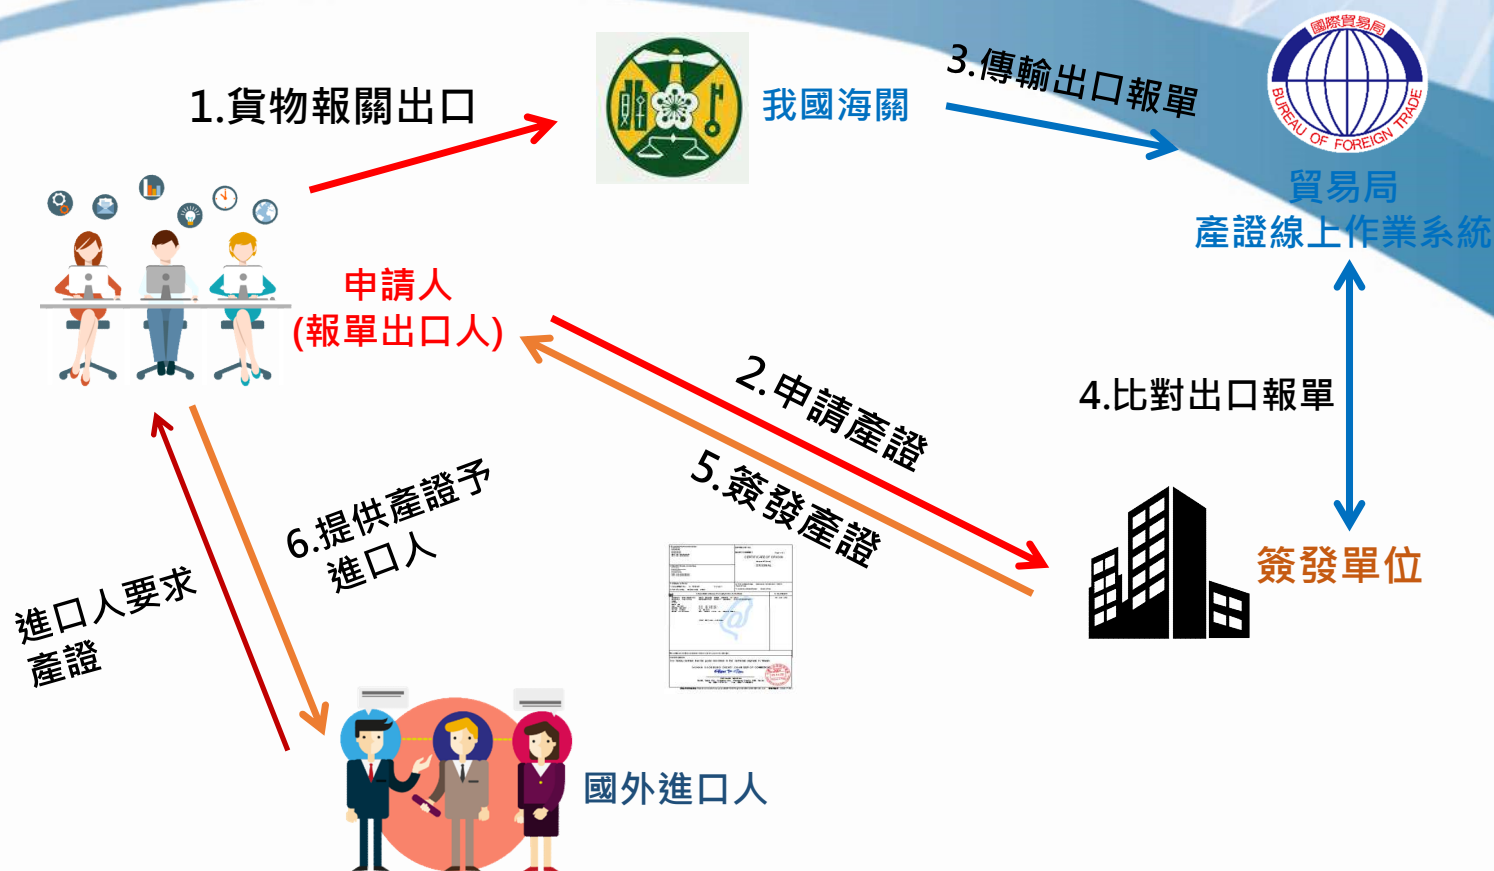 國際貿易局
BUREAU OF FOREIGN TRADE
1.貨物報關出口
我國海關
3.傳輸出口報單
貿易局
產證線上作業系統
申請人
(報單出口人)
2.申請產證
4.比對出口報單
5.簽發產證
6.提供產證予
進口人
進口人要求
產證
簽發單位
國外進口人